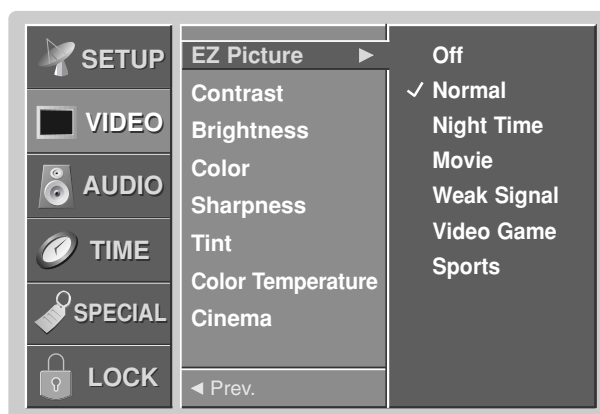 SETUP
VIDEO
AUDIO
TIME
SPECIAL
LOCK
EZ Picture ►
Contrast
Brightness
Color
Sharpness
Tint
Color Temperature
Cinema
◄ Prev.
Off
✓ Normal
Night Time
Movie
Weak Signal
Video Game
Sports